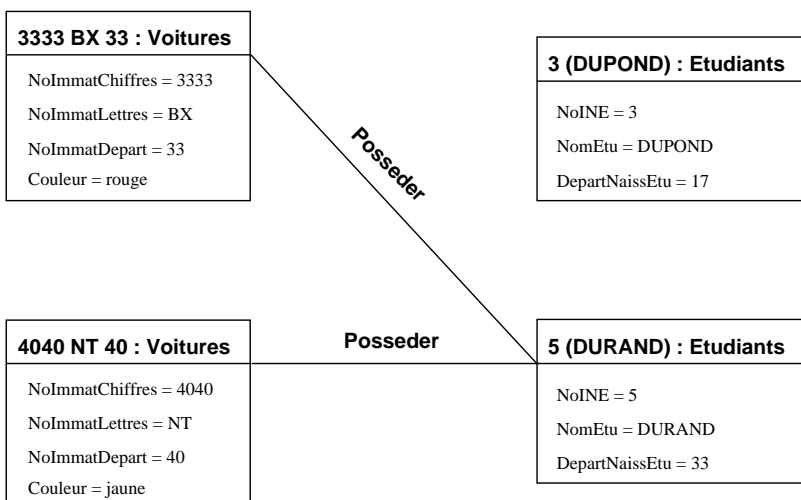 3333 BX 33 : Voitures
NoImmatChiffres = 3333
NoImmatLettres = BX
NoImmatDepart = 33
Couleur = rouge
3 (DUPOND) : Etudiants
NoINE = 3
NomEtu = DUPOND
DepartNaissEtu = 17
Posseder
4040 NT 40 : Voitures
NoImmatChiffres = 4040
NoImmatLettres = NT
NoImmatDepart = 40
Couleur = jaune
Posseder
5 (DURAND) : Etudiants
NoINE = 5
NomEtu = DURAND
DepartNaissEtu = 33